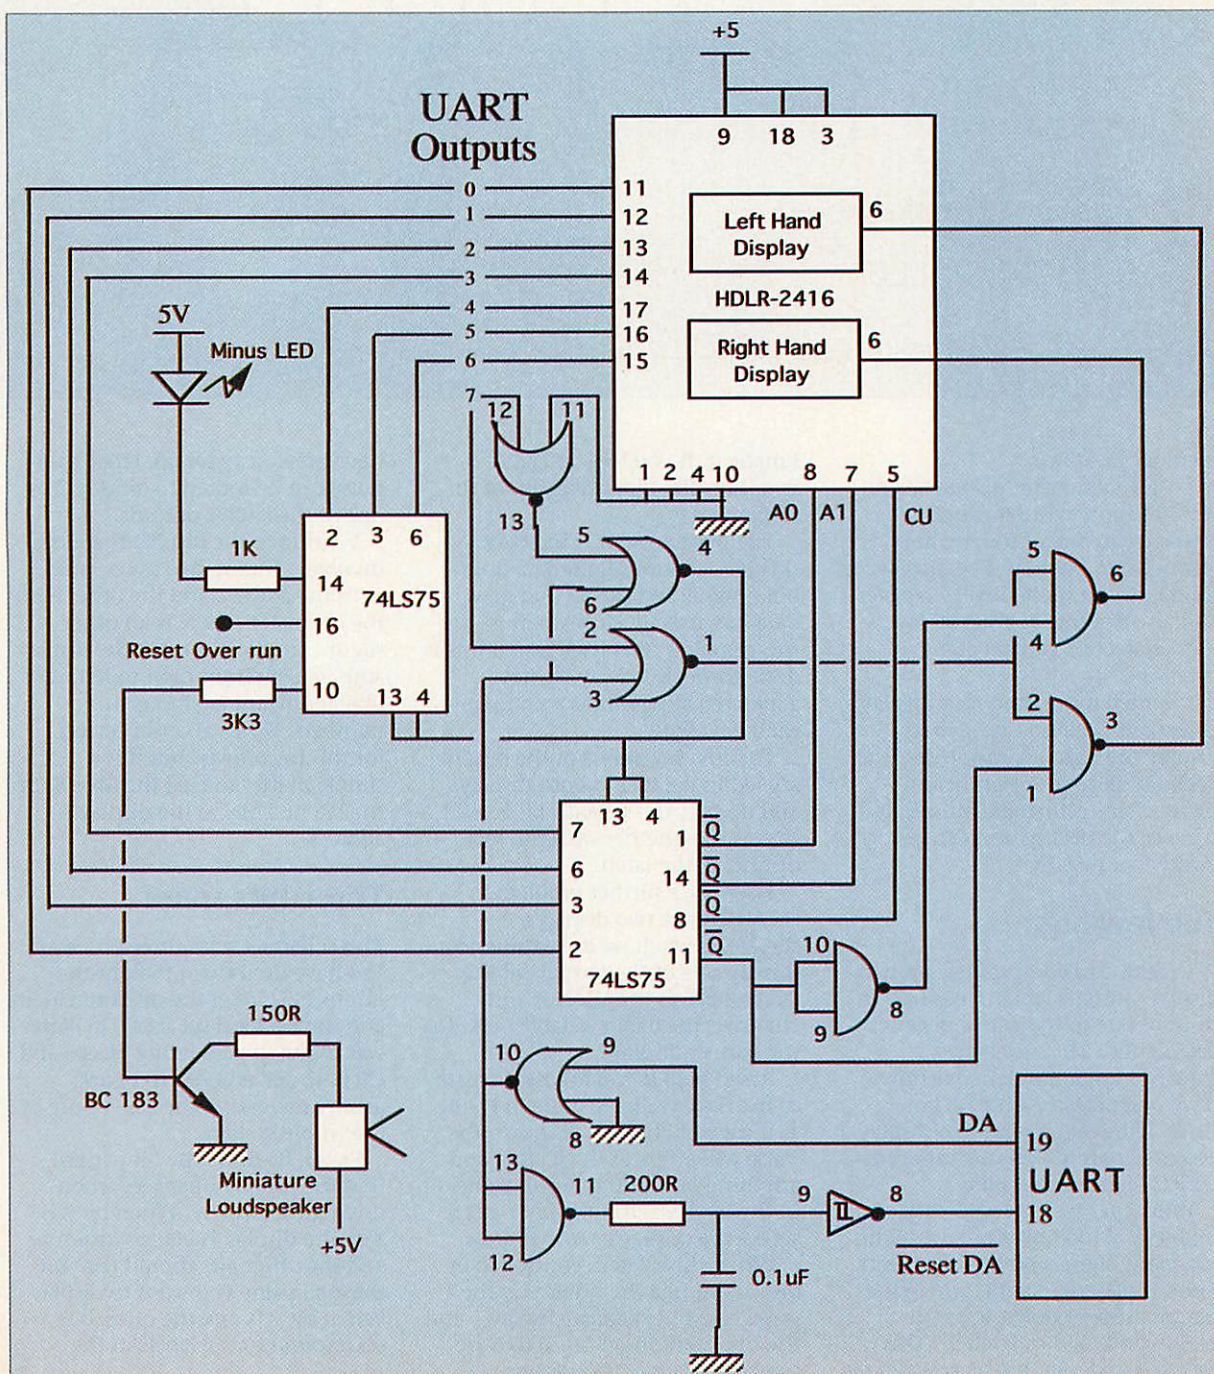 +5
UART
Outputs
9 18 3
0 11
1 12
2 13
3 14
4 17
5 16
6 15
7
Left Hand
Display
6
HDLR-2416
Right Hand
Display
6
5V
Minus LED
12 11
13
1 2 4 10
8 7 5
A0 A1 CU
2 3 6
1K
14
74LS75
16
Reset Over run
10
3K3
13 4
5 4
6
2 1
3
5 6
4
2 3
1
13 4
7 1 Q
6 14 Q
3 8 Q
2 11 Q
74LS75
10
9 8
150R
BC 183
Miniature
Loudspeaker
+5V
10 9
8
DA 19
UART
13
11 200R
12
9 8
18
Reset DA
0.1uF